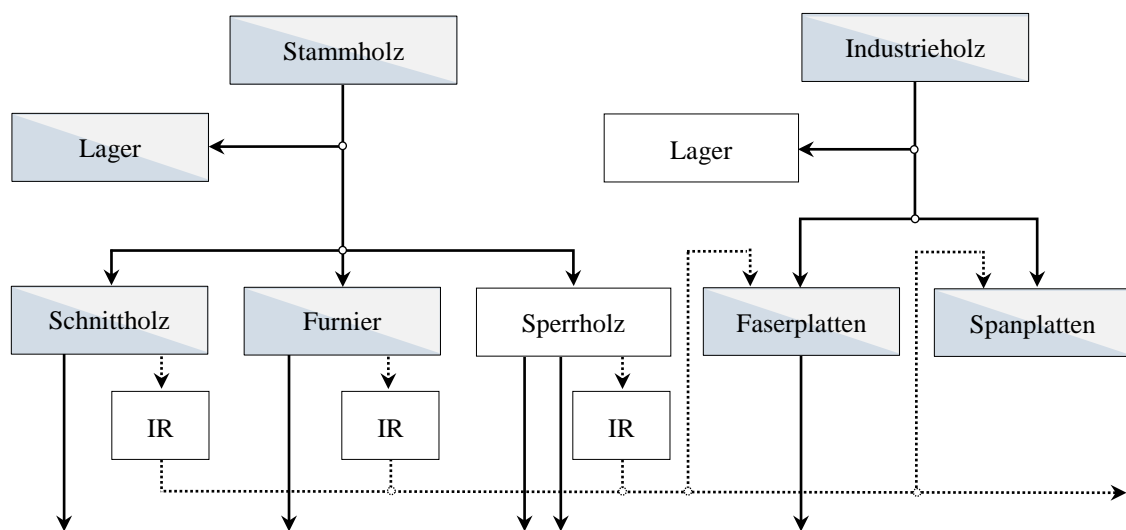 Stammholz
Industrieholz
Lager
Lager
Schnittholz
Furnier
Sperrholz
Faserplatten
Spanplatten
IR
IR
IR